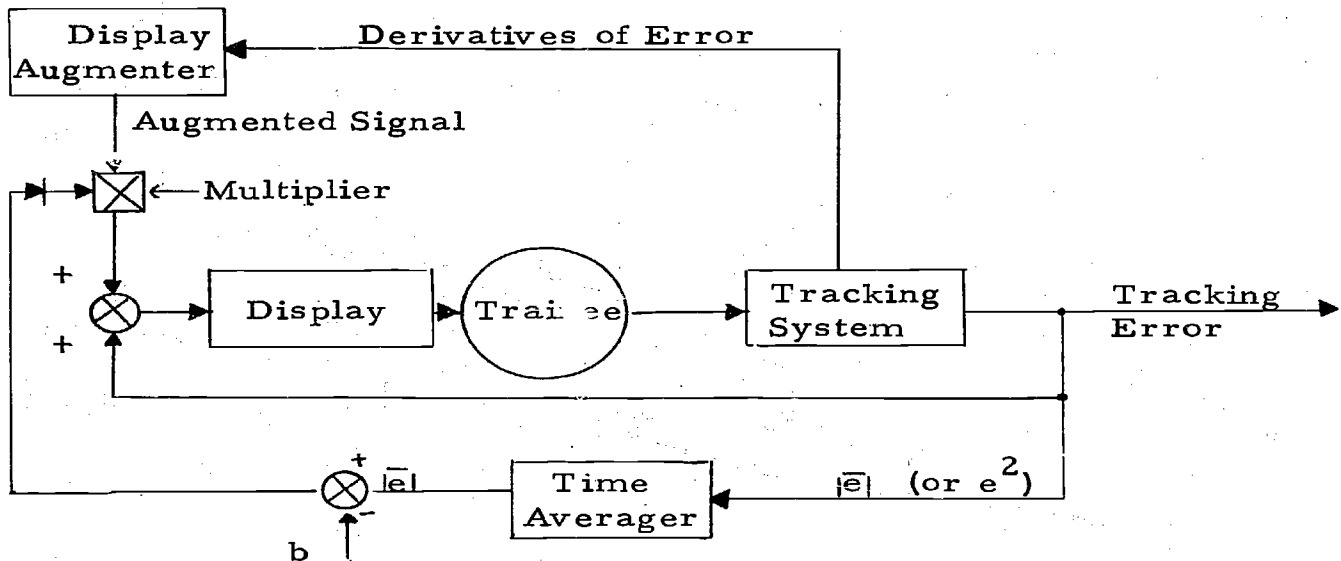 Display
Augmenter
Derivatives of Error
Augmented Signal
Multiplier
+
+
Display
Tracking
System
Tracking
Error
+
-
b
|e̅|
Time
Averager
|e̅| (or e²)